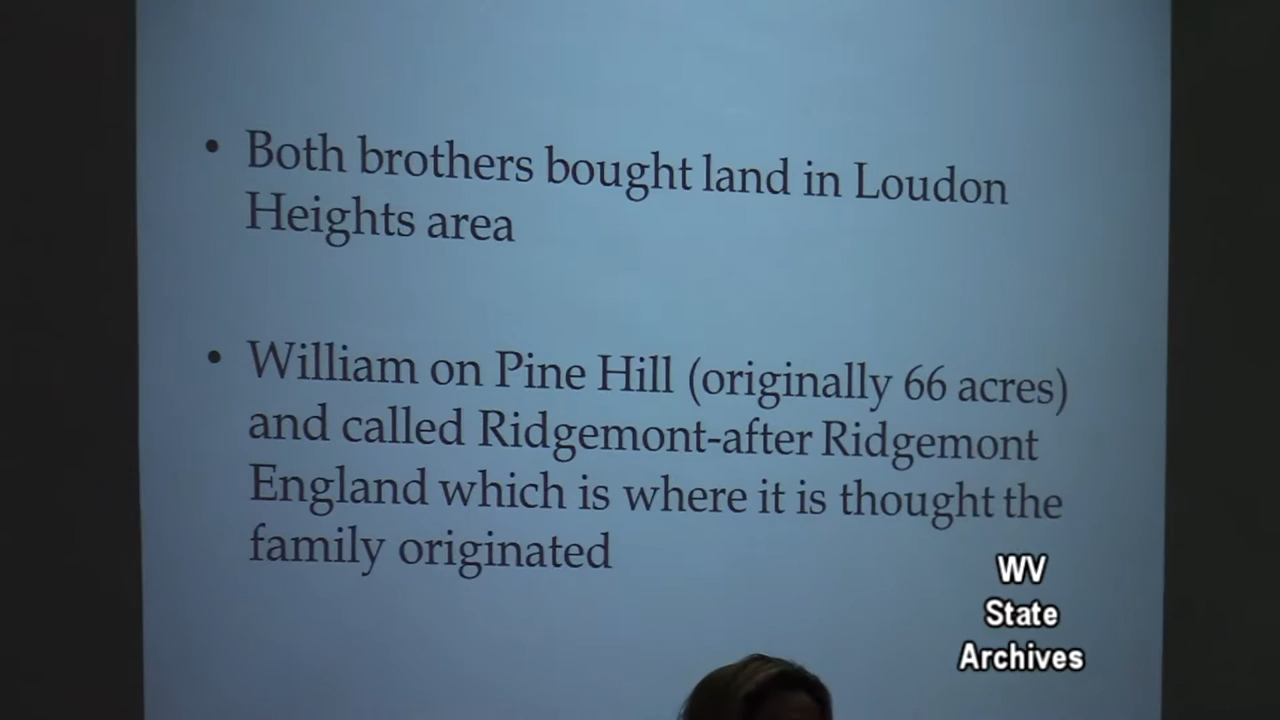 • Both brothers bought land in Loudon
Heights area
• William on Pine Hill (originally 66 acres)
and called Ridgemont-after Ridgemont
England which is where it is thought the
family originated
WV
State
Archives